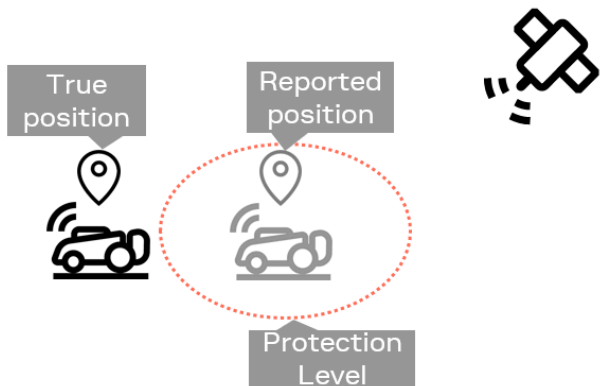 True
position
Reported
position
Protection
Level